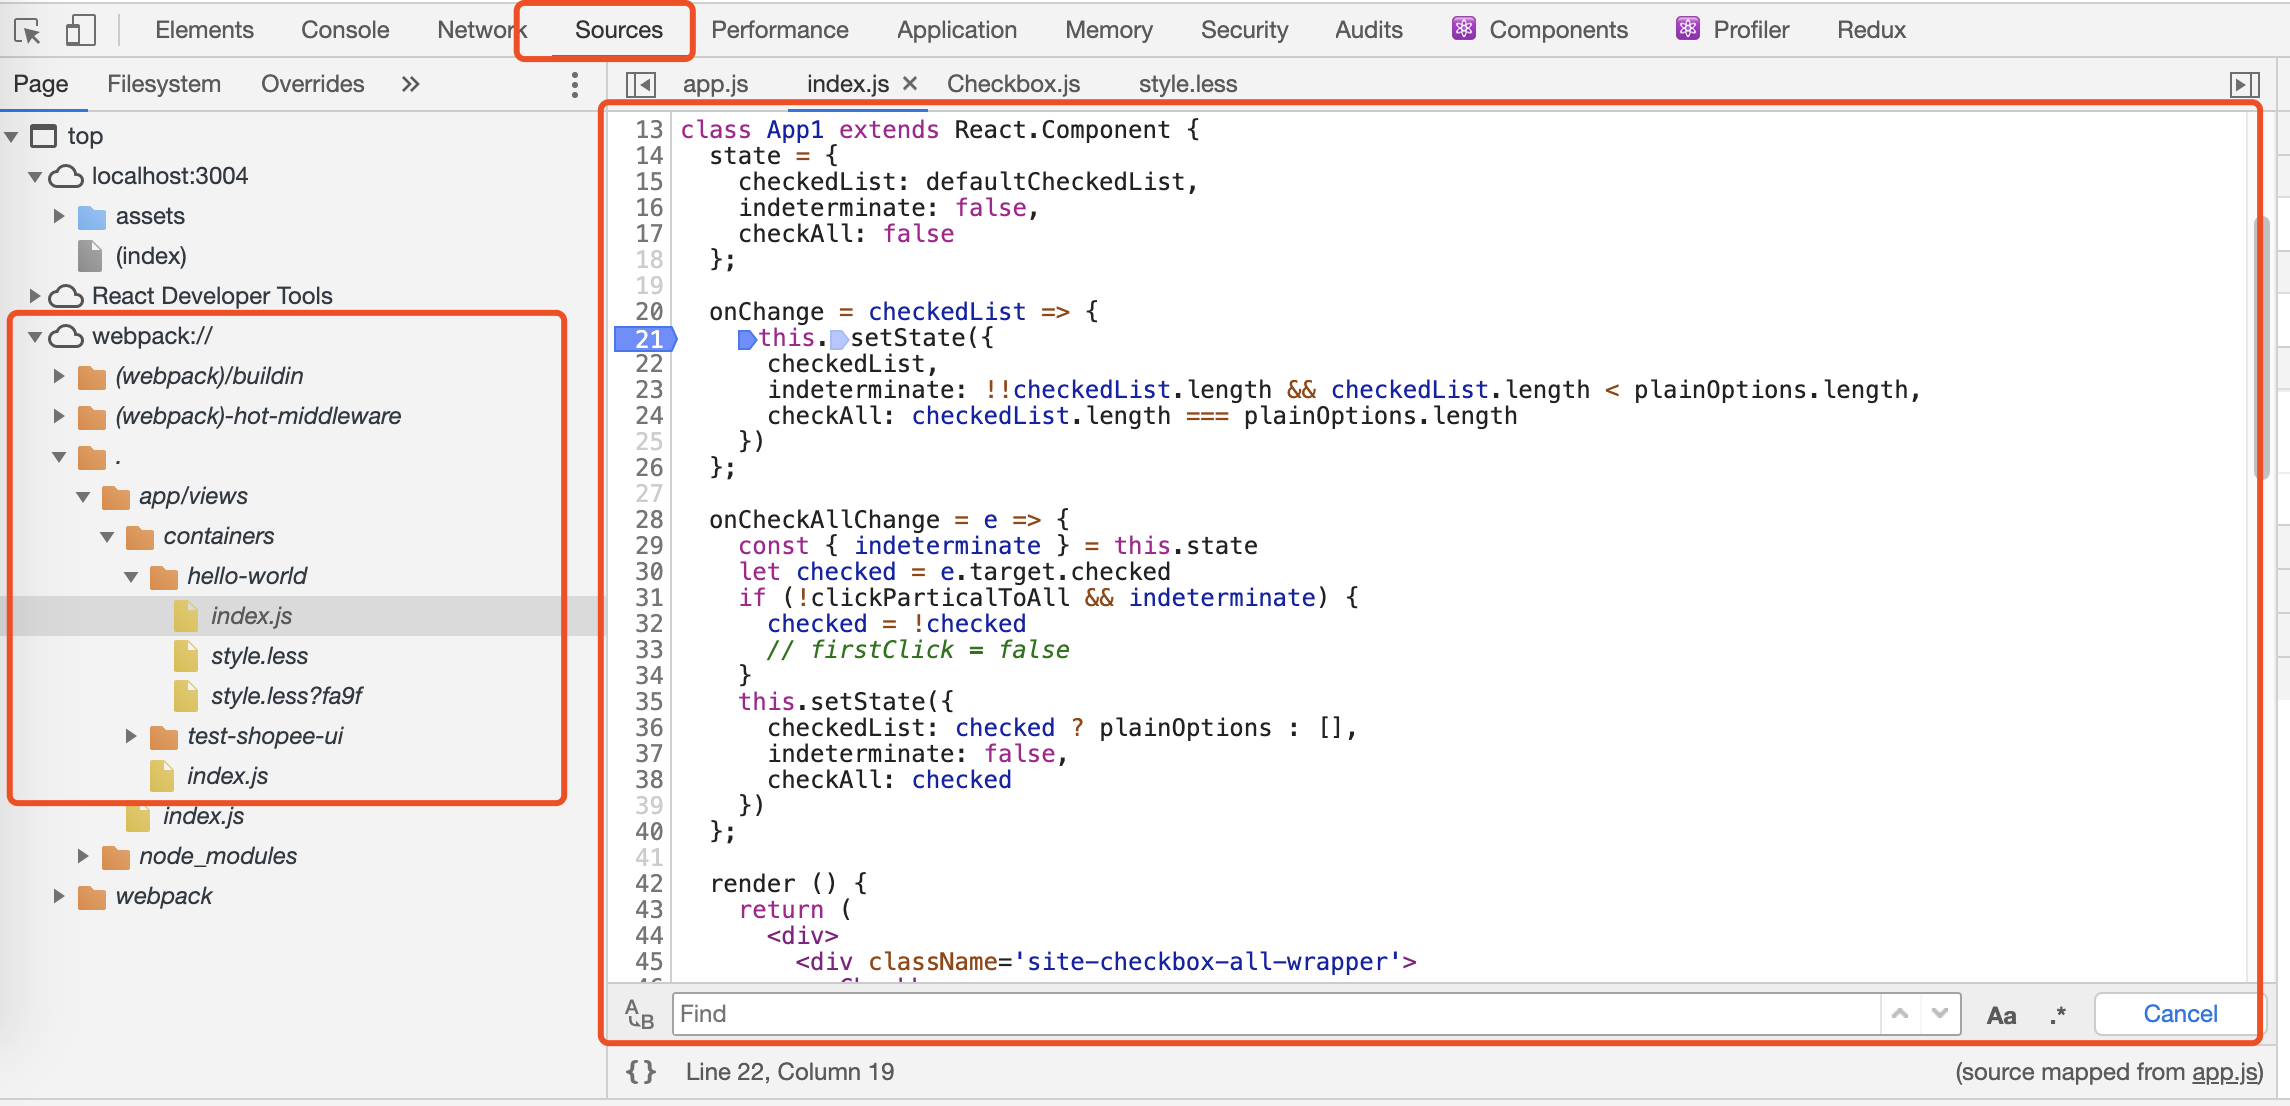 Elements Console Network Sources Performance Application Memory Security Audits Components Profiler Redux
Page Filesystem Overrides »
app.js index.js × Checkbox.js style.less
top
localhost:3004
assets
(index)
React Developer Tools
webpack://
(webpack)/buildin
(webpack)-hot-middleware
.
app/views
containers
hello-world
index.js
style.less
style.less?fa9f
test-shopee-ui
index.js
index.js
node_modules
webpack
13 class App1 extends React.Component {
14 state = {
15 checkedList: defaultCheckedList,
16 indeterminate: false,
17 checkAll: false
18 };
19
20 onChange = checkedList => {
21 this.setState({
22 checkedList,
23 indeterminate: !!checkedList.length && checkedList.length < plainOptions.length,
24 checkAll: checkedList.length === plainOptions.length
25 })
26 };
27
28 onCheckAllChange = e => {
29 const { indeterminate } = this.state
30 let checked = e.target.checked
31 if (!clickParticalToAll && indeterminate) {
32 checked = !checked
33 // firstClick = false
34 }
35 this.setState({
36 checkedList: checked ? plainOptions : [],
37 indeterminate: false,
38 checkAll: checked
39 })
40 };
41
42 render () {
43 return (
44 <div>
45 <div className='site-checkbox-all-wrapper'>
A B Find Aa .* Cancel
{} Line 22, Column 19 (source mapped from app.js)